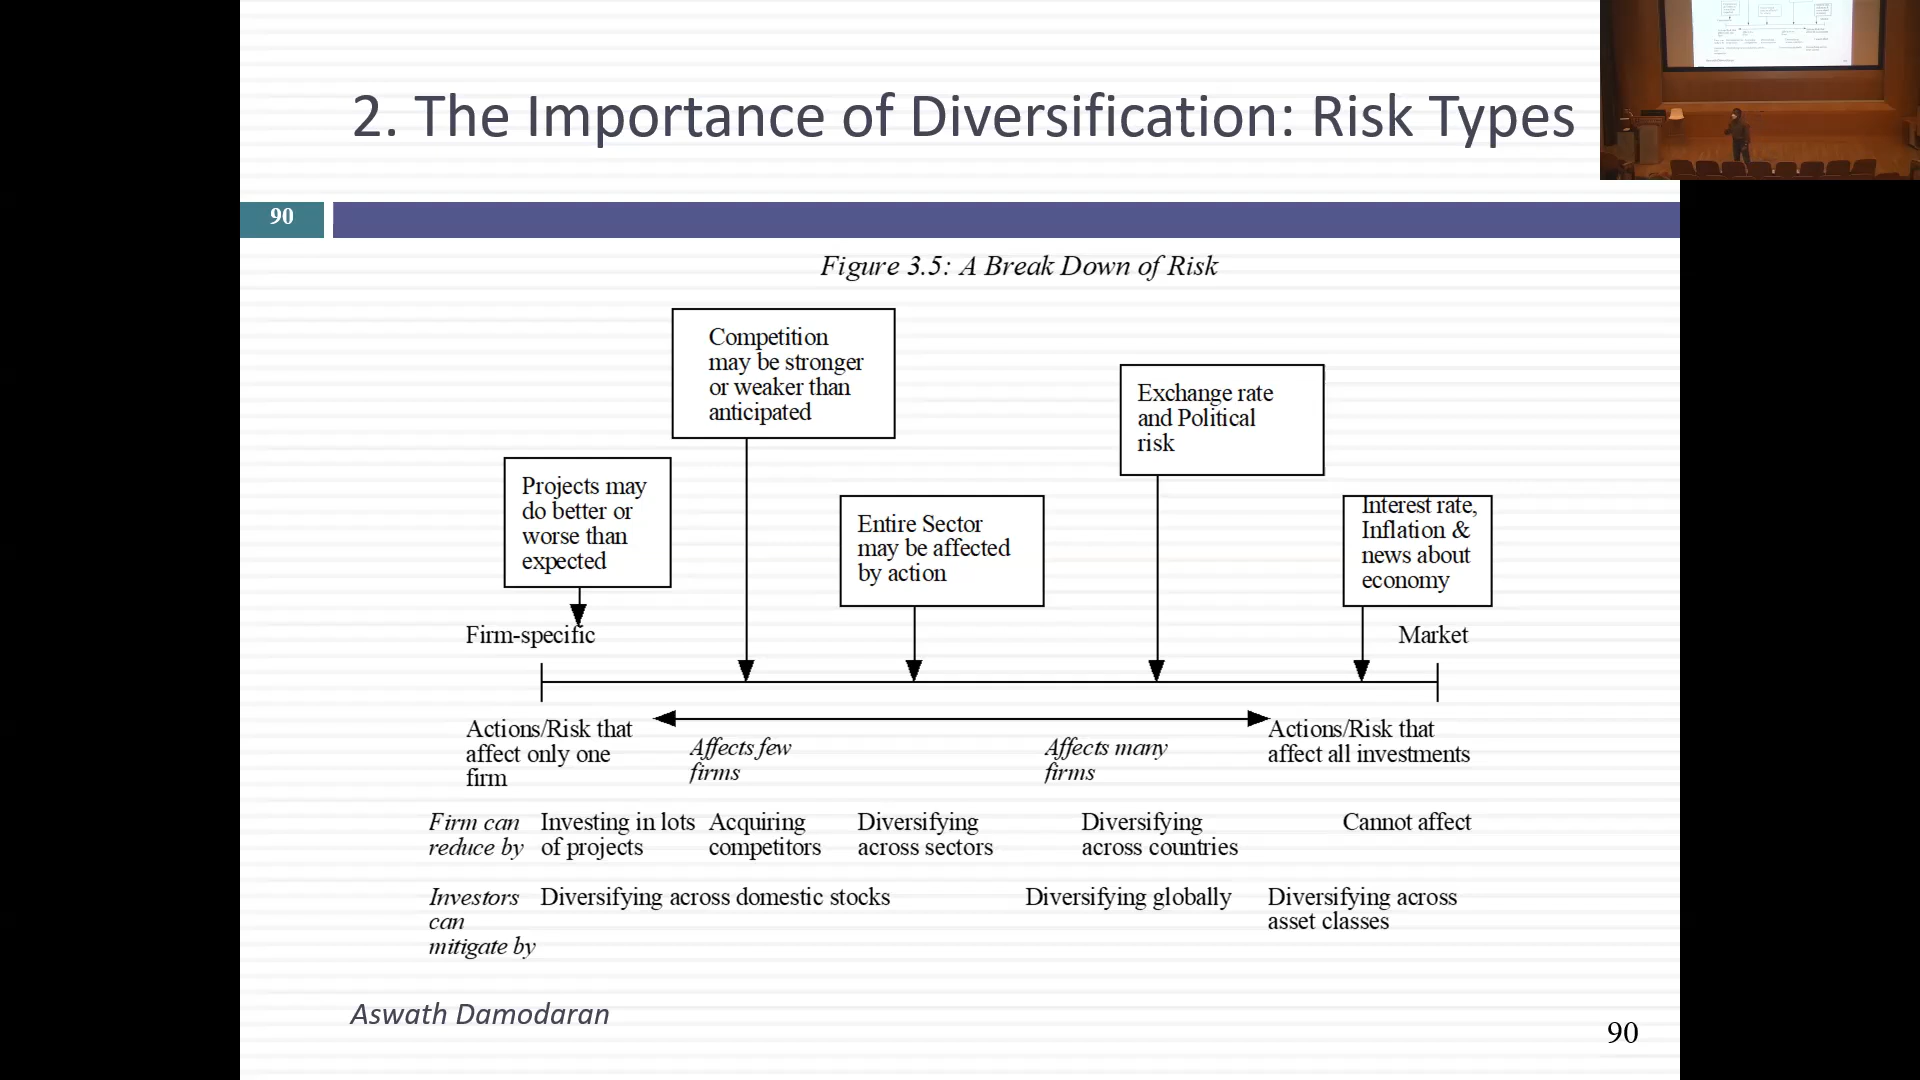 2. The Importance of Diversification: Risk Types
90
Figure 3.5: A Break Down of Risk
Competition
may be stronger
or weaker than
anticipated
Exchange rate
and Political
risk
Projects may
do better or
worse than
expected
Entire Sector
may be affected
by action
Interest rate,
Inflation &
news about
economy
Firm-specific
Market
Actions/Risk that
affect only one
firm
Affects few
firms
Affects many
firms
Actions/Risk that
affect all investments
Firm can
reduce by
Investing in lots
of projects
Acquiring
competitors
Diversifying
across sectors
Diversifying
across countries
Cannot affect
Investors
can
mitigate by
Diversifying across domestic stocks
Diversifying globally
Diversifying across
asset classes
Aswath Damodaran
90